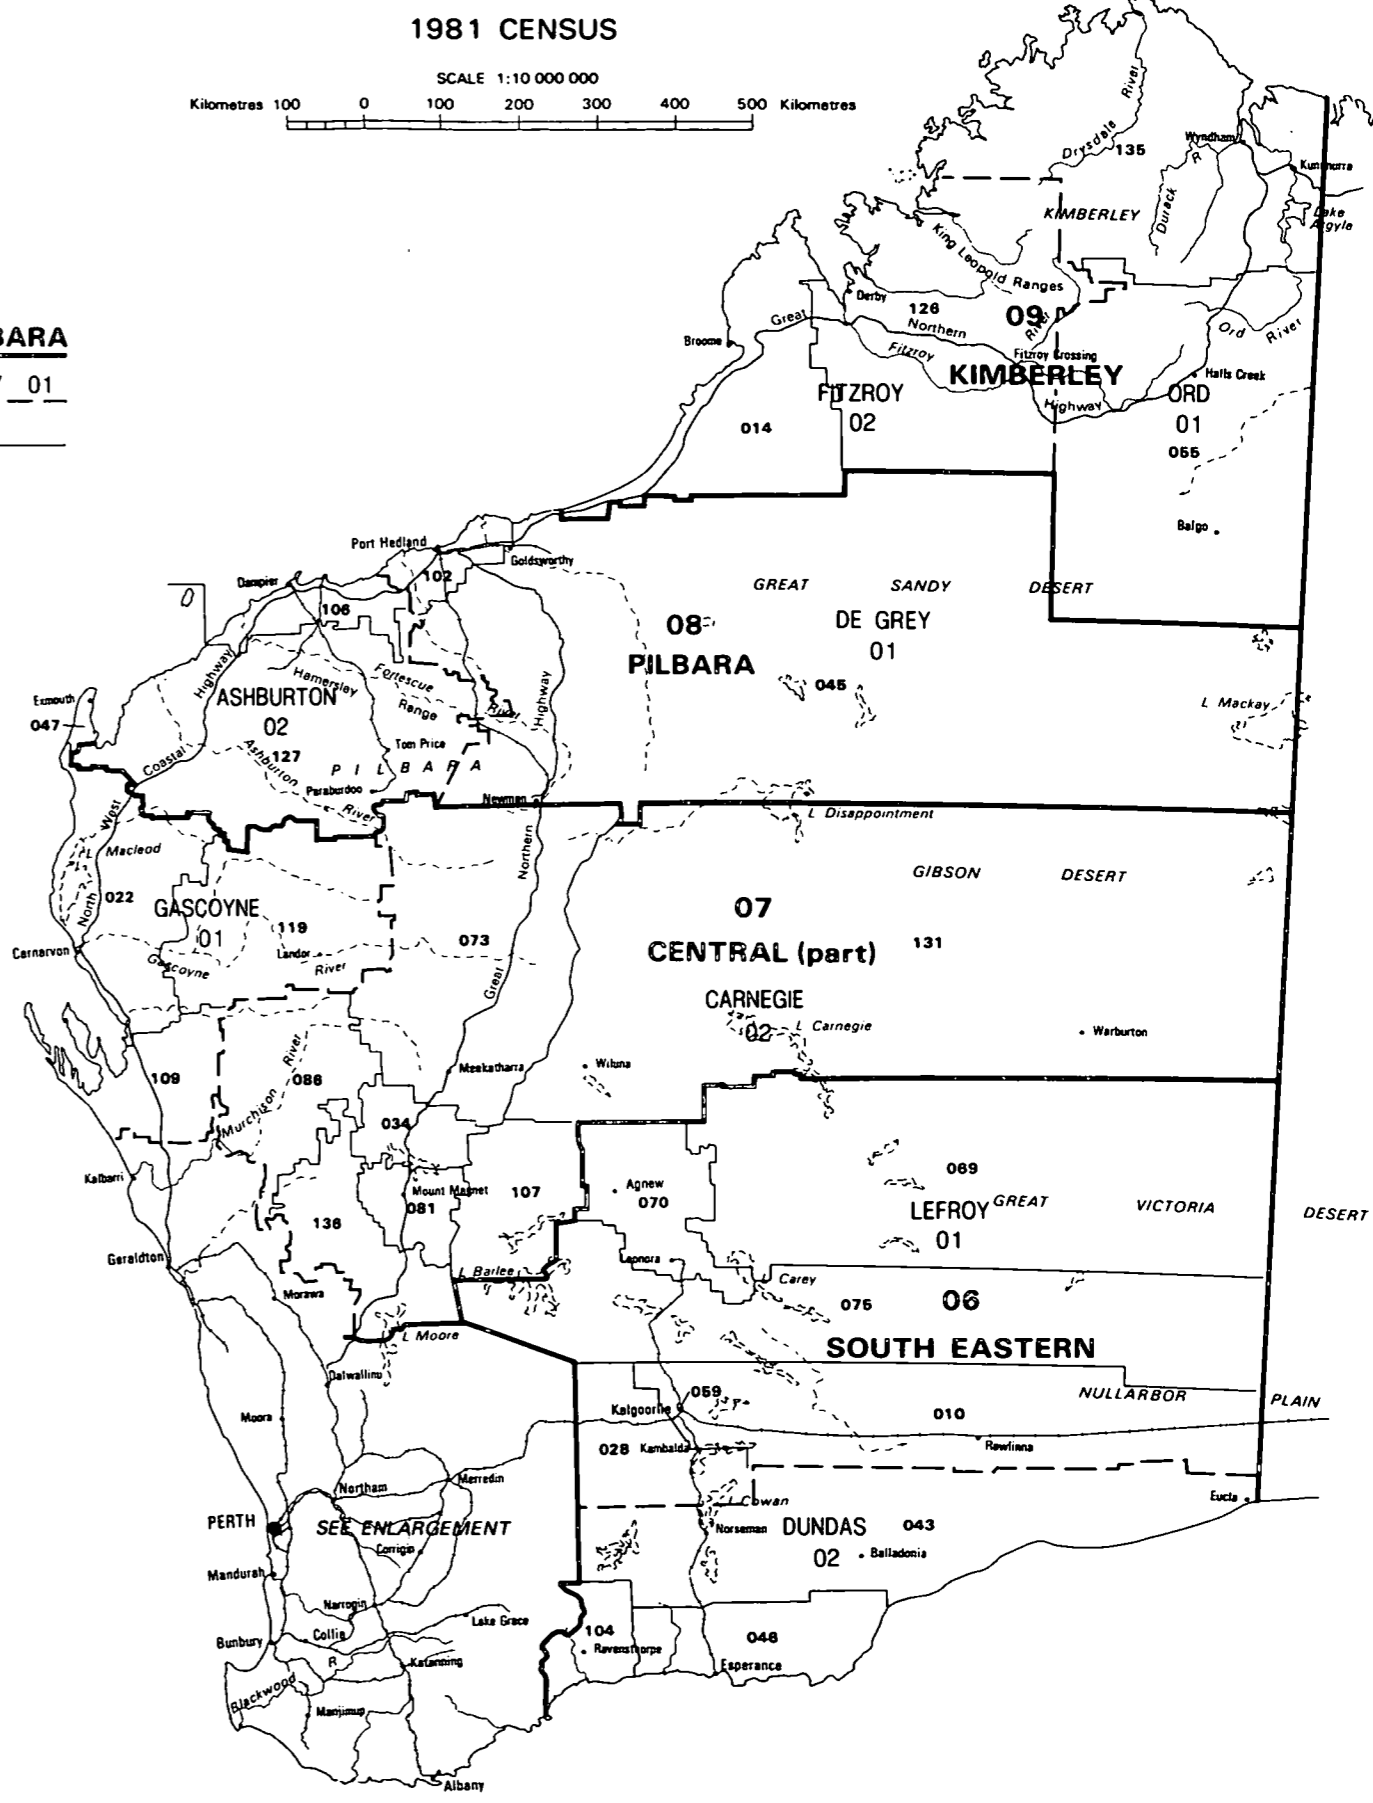 1981 CENSUS
SCALE 1:10 000 000
Kilometres 100 0 100 200 300 400 500 Kilometres
BARA
01
Drysdale River
135
Wyndham
Kununurra
Durack R
KIMBERLEY
Lake Argyle
King Leopold Ranges
Derby
126
09
Great Northern Highway
Ord River
Broome
Fitzroy River
Fitzroy Crossing
KIMBERLEY
Halls Creek
FITZROY
02
ORD
01
014
055
Balgo
Port Hedland
Goldsworthy
102
Dampier
106
GREAT SANDY DESERT
08
DE GREY
01
PILBARA
045
Highway
Hamersley Range
Fortescue River
Highway
Exmouth
047
ASHBURTON
02
L Mackay
Tom Price
127
Ashburton River
PILBARA
Coastal
Paraburdoo
Newman
West
L Disappointment
L Macleod
Northern
GIBSON DESERT
022
North
GASCOYNE
01
119
07
Carnarvon
Landor
073
CENTRAL (part)
131
Gascoyne River
Great
CARNEGIE
02
L Carnegie
Warburton
Meekatharra
Wiluna
109
086
Murchison River
034
Kalbarri
Mount Magnet
081
107
Agnew
070
069
136
LEFROY
01
GREAT VICTORIA DESERT
Geraldton
Leonora
L Barlee
Carey
Morawa
075
06
L Moore
SOUTH EASTERN
Dalwallinu
059
NULLARBOR PLAIN
Moora
Kalgoorlie
010
028
Kambalda
Rawlinna
Merredin
Northam
L Cowan
Eucla
PERTH
SEE ENLARGEMENT
Norseman
DUNDAS
02
043
Corrigin
Balladonia
Mandurah
Narrogin
Lake Grace
Collie
104
046
Bunbury
Ravensthorpe
Katanning
Esperance
Blackwood R
Manjimup
Albany